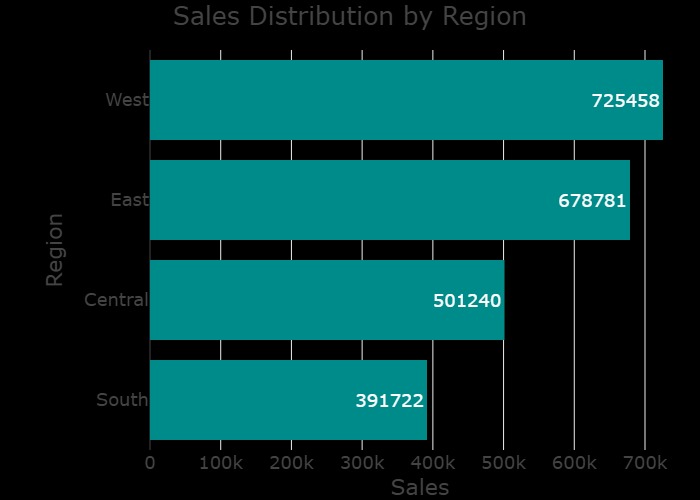 Sales Distribution by Region
West
725458
East
678781
Region
Central
501240
South
391722
0 100k 200k 300k 400k 500k 600k 700k
Sales